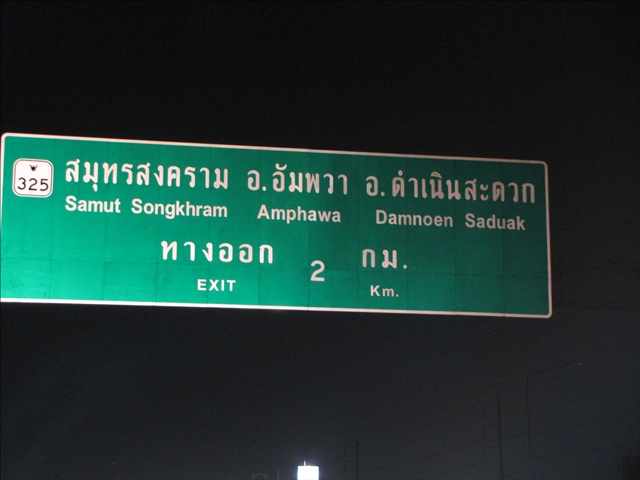 325 สมุทรสงคราม อ.อัมพวา อ.ดำเนินสะดวก
Samut Songkhram Amphawa Damnoen Saduak
ทางออก 2 กม.
EXIT Km.